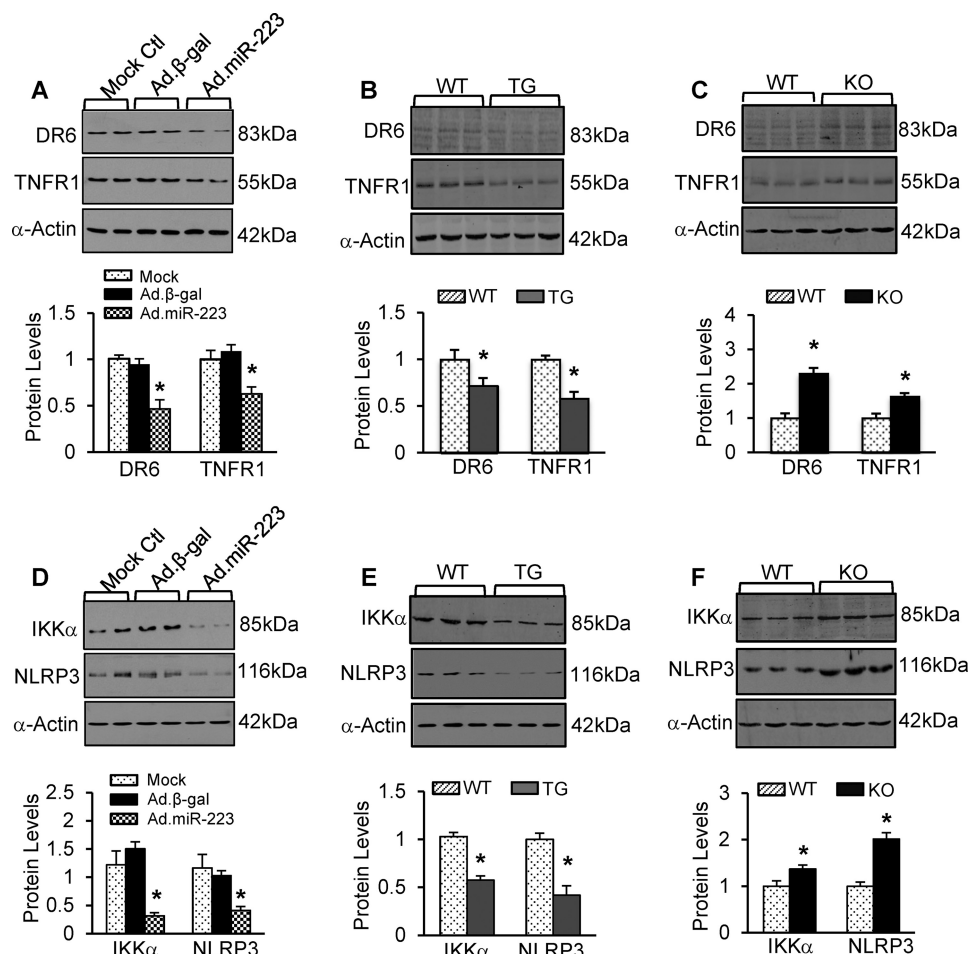 A
Mock Ctl
Ad.β-gal
Ad.miR-223
DR6
83kDa
TNFR1
55kDa
α-Actin
42kDa
Mock
Ad.β-gal
Ad.miR-223
Protein Levels
1.5
1
0.5
0
*
*
DR6
TNFR1
B
WT
TG
DR6
83kDa
TNFR1
55kDa
α-Actin
42kDa
WT
TG
Protein Levels
1.5
1
0.5
0
*
*
DR6
TNFR1
C
WT
KO
DR6
83kDa
TNFR1
55kDa
α-Actin
42kDa
WT
KO
Protein Levels
4
3
2
1
0
*
*
DR6
TNFR1
D
Mock Ctl
Ad.β-gal
Ad.miR-223
IKKα
85kDa
NLRP3
116kDa
α-Actin
42kDa
Mock
Ad.β-gal
Ad.miR-223
Protein Levels
2.5
2
1.5
1
0.5
0
*
*
IKKα
NLRP3
E
WT
TG
IKKα
85kDa
NLRP3
116kDa
α-Actin
42kDa
WT
TG
Protein Levels
1.5
1
0.5
0
*
*
IKKα
NLRP3
F
WT
KO
IKKα
85kDa
NLRP3
116kDa
α-Actin
42kDa
WT
KO
Protein Levels
3
2
1
0
*
*
IKKα
NLRP3